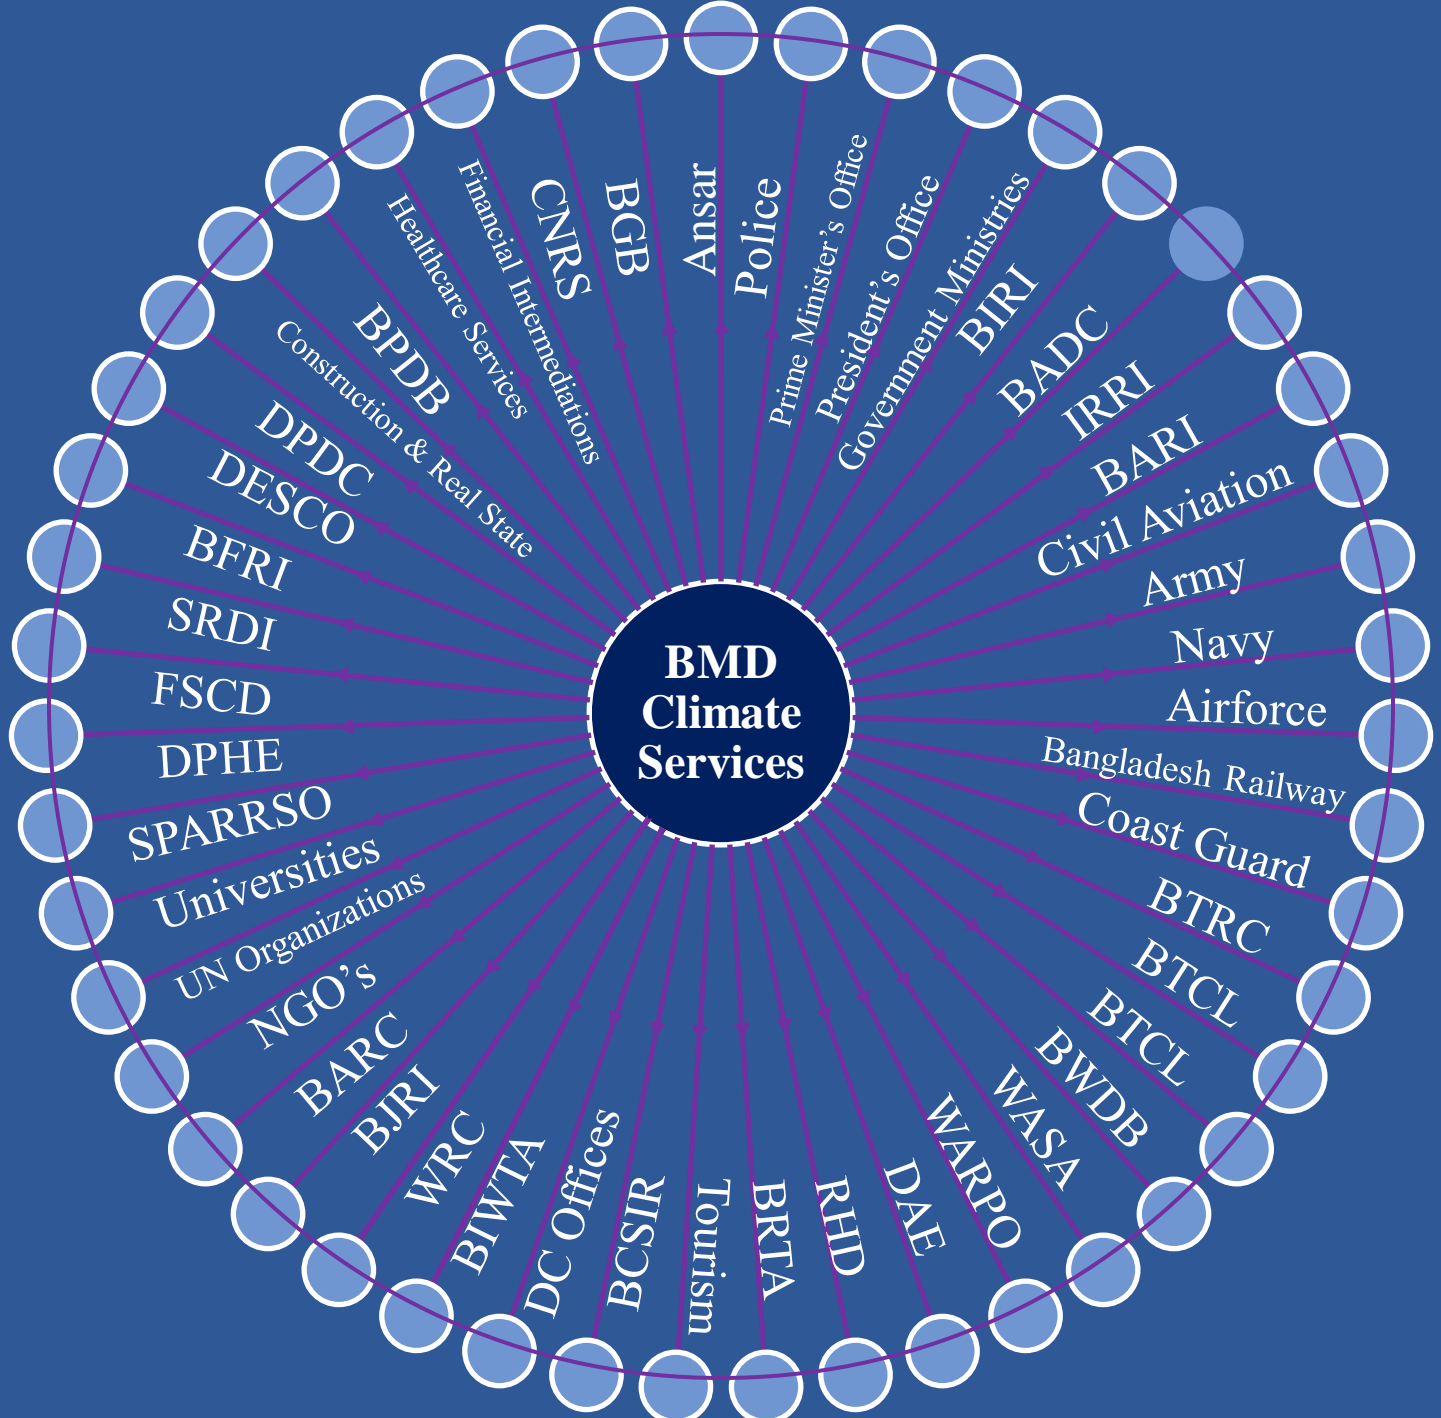 BMD
Climate
Services
Ansar
Police
Prime Minister’s Office
President’s Office
Government Ministries
BIRI
BADC
IRRI
BARI
Civil Aviation
Army
Navy
Airforce
Bangladesh Railway
Coast Guard
BTRC
BTCL
BTCL
BWDB
WASA
WARPO
DAE
RHD
BRTA
Tourism
BCSIR
DC Offices
BIWTA
WRC
BJRI
BARC
NGO’s
UN Organizations
Universities
SPARRSO
DPHE
FSCD
SRDI
BFRI
DESCO
DPDC
Construction & Real State
BPDB
Healthcare Services
Financial Intermediations
CNRS
BGB